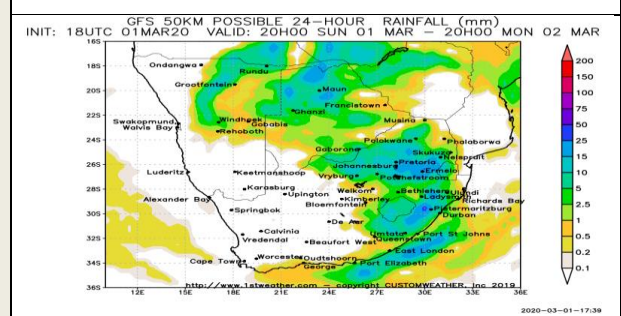 GFS 50KM POSSIBLE 24-HOUR RAINFALL (mm)
INIT: 18UTC 01MAR20 VALID: 20H00 SUN 01 MAR - 20H00 MON 02 MAR
16S
18S
20S
22S
24S
26S
28S
30S
32S
34S
36S
Ondangwa
Rundu
Grootfontein
Maun
Francistown
Ghanzi
Swakopmund
Walvis Bay
Windhoek
Gobabis
Rehoboth
Musina
Polokwane
Phalaborwa
Gaborone
Skukuza
Nelspruit
Johannesburg
Pretoria
Ermelo
Luderitz
Keetmanshoop
Vryburg
Potchefstroom
Karasburg
Upington
Welkom
Bethlehem
Ulundi
Ladysmith
Kimberley
Richards Bay
Alexander Bay
Bloemfontein
Springbok
Pietermaritzburg
Durban
De Aar
Calvinia
Umtata
Port St Johns
Vredendal
Beaufort West
Queenstown
East London
Cape Town
Worcester
Oudtshoorn
George
Port Elizabeth
http://www.1stweather.com - copyright CUSTOMWEATHER, Inc 2019
12E 15E 18E 21E 24E 27E 30E 33E 36E
200
150
100
75
50
25
15
10
5
2.5
1
0.5
0.2
0.1
2020-03-01-17:39